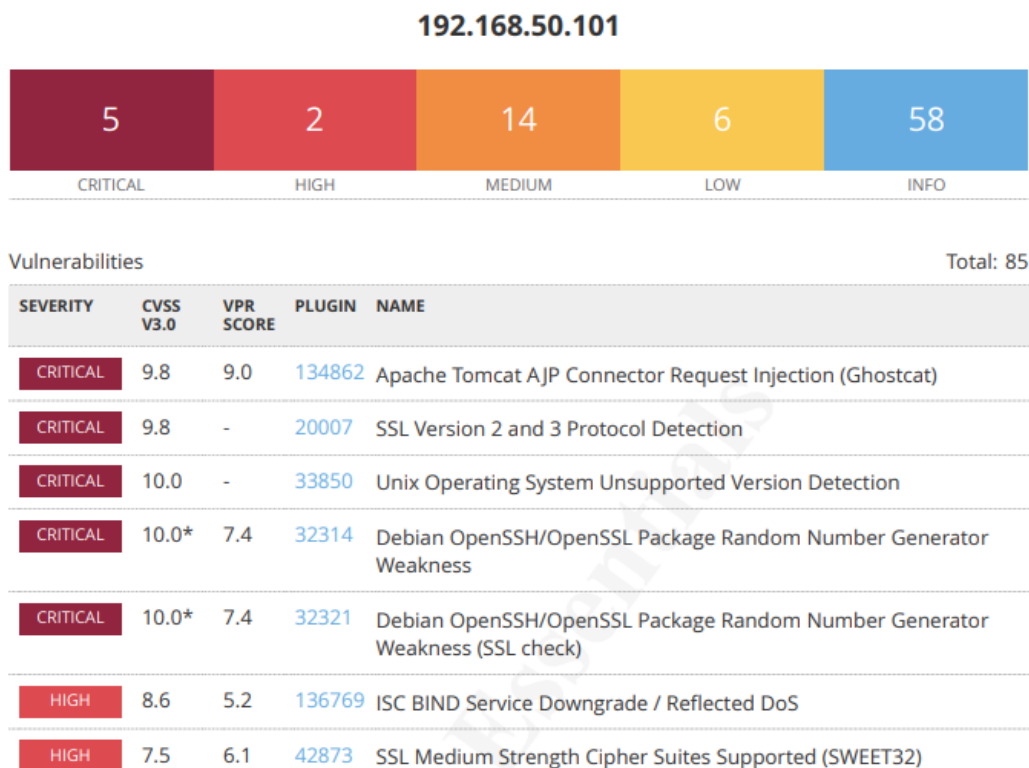 192.168.50.101
5 2 14 6 58
CRITICAL HIGH MEDIUM LOW INFO
Vulnerabilities Total: 85
SEVERITY CVSS V3.0 VPR SCORE PLUGIN NAME
CRITICAL 9.8 9.0 134862 Apache Tomcat AJP Connector Request Injection (Ghostcat)
CRITICAL 9.8 - 20007 SSL Version 2 and 3 Protocol Detection
CRITICAL 10.0 - 33850 Unix Operating System Unsupported Version Detection
CRITICAL 10.0* 7.4 32314 Debian OpenSSH/OpenSSL Package Random Number Generator
Weakness
CRITICAL 10.0* 7.4 32321 Debian OpenSSH/OpenSSL Package Random Number Generator
Weakness (SSL check)
HIGH 8.6 5.2 136769 ISC BIND Service Downgrade / Reflected DoS
HIGH 7.5 6.1 42873 SSL Medium Strength Cipher Suites Supported (SWEET32)
Essentials